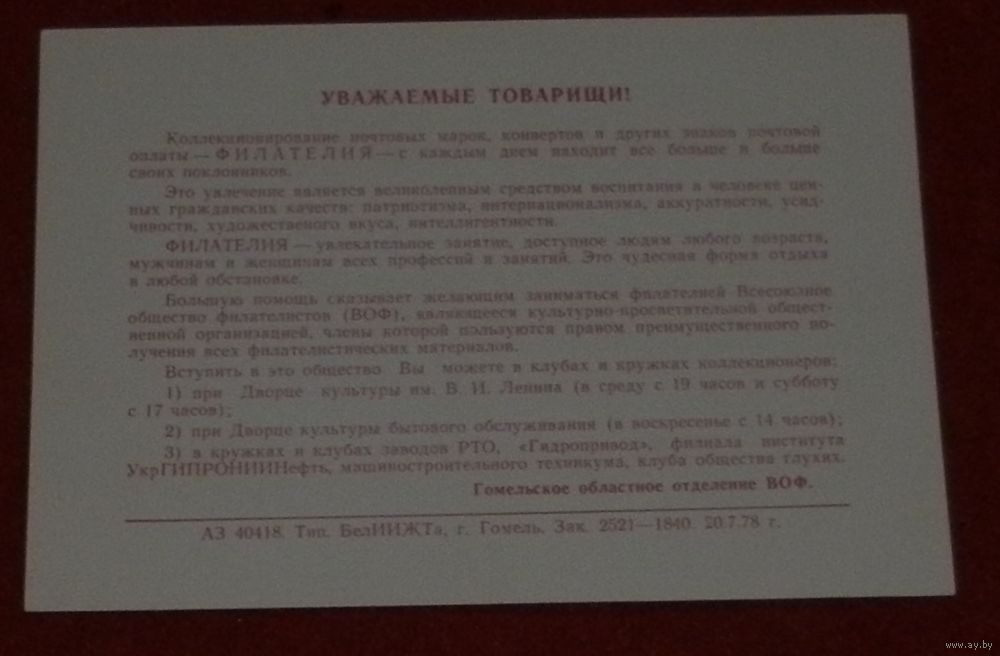 УВАЖАЕМЫЕ ТОВАРИЩИ!
Коллекционирование почтовых марок, конвертов и других знаков почтовой
оплаты — ФИЛАТЕЛИЯ — с каждым днем находит все больше и больше
своих поклонников.
Это увлечение является великолепным средством воспитания в человеке цен-
ных гражданских качеств: патриотизма, интернационализма, аккуратности, усид-
чивости, художественого вкуса, интеллигентности.
ФИЛАТЕЛИЯ — увлекательное занятие, доступное людям любого возраста,
мужчинам и женщинам всех профессий и занятий. Это чудесная форма отдыха
в любой обстановке.
Большую помощь сказывает желающим заниматься филателией Всесоюзное
общество филателистов (ВОФ), являющееся культурно-просветительной общест-
венной организацией, члены которой пользуются правом преимущественного по-
лучения всех филателистических материалов.
Вступить в это общество Вы можете в клубах и кружках коллекционеров:
1) при Дворце культуры им. В. И. Ленина (в среду с 19 часов и субботу
с 17 часов);
2) при Дворце культуры бытового обслуживания (в воскресенье с 14 часов);
3) в кружках и клубах заводов РТО, «Гидропривод», филиала института
УкрГИПРОНИИНефть, машиностроительного техникума, клуба общества глухих.
Гомельское областное отделение ВОФ.
АЗ 40418. Тип. БелИИЖТа, г. Гомель. Зак. 2521—1840. 20.7.78 г.
www.ay.by